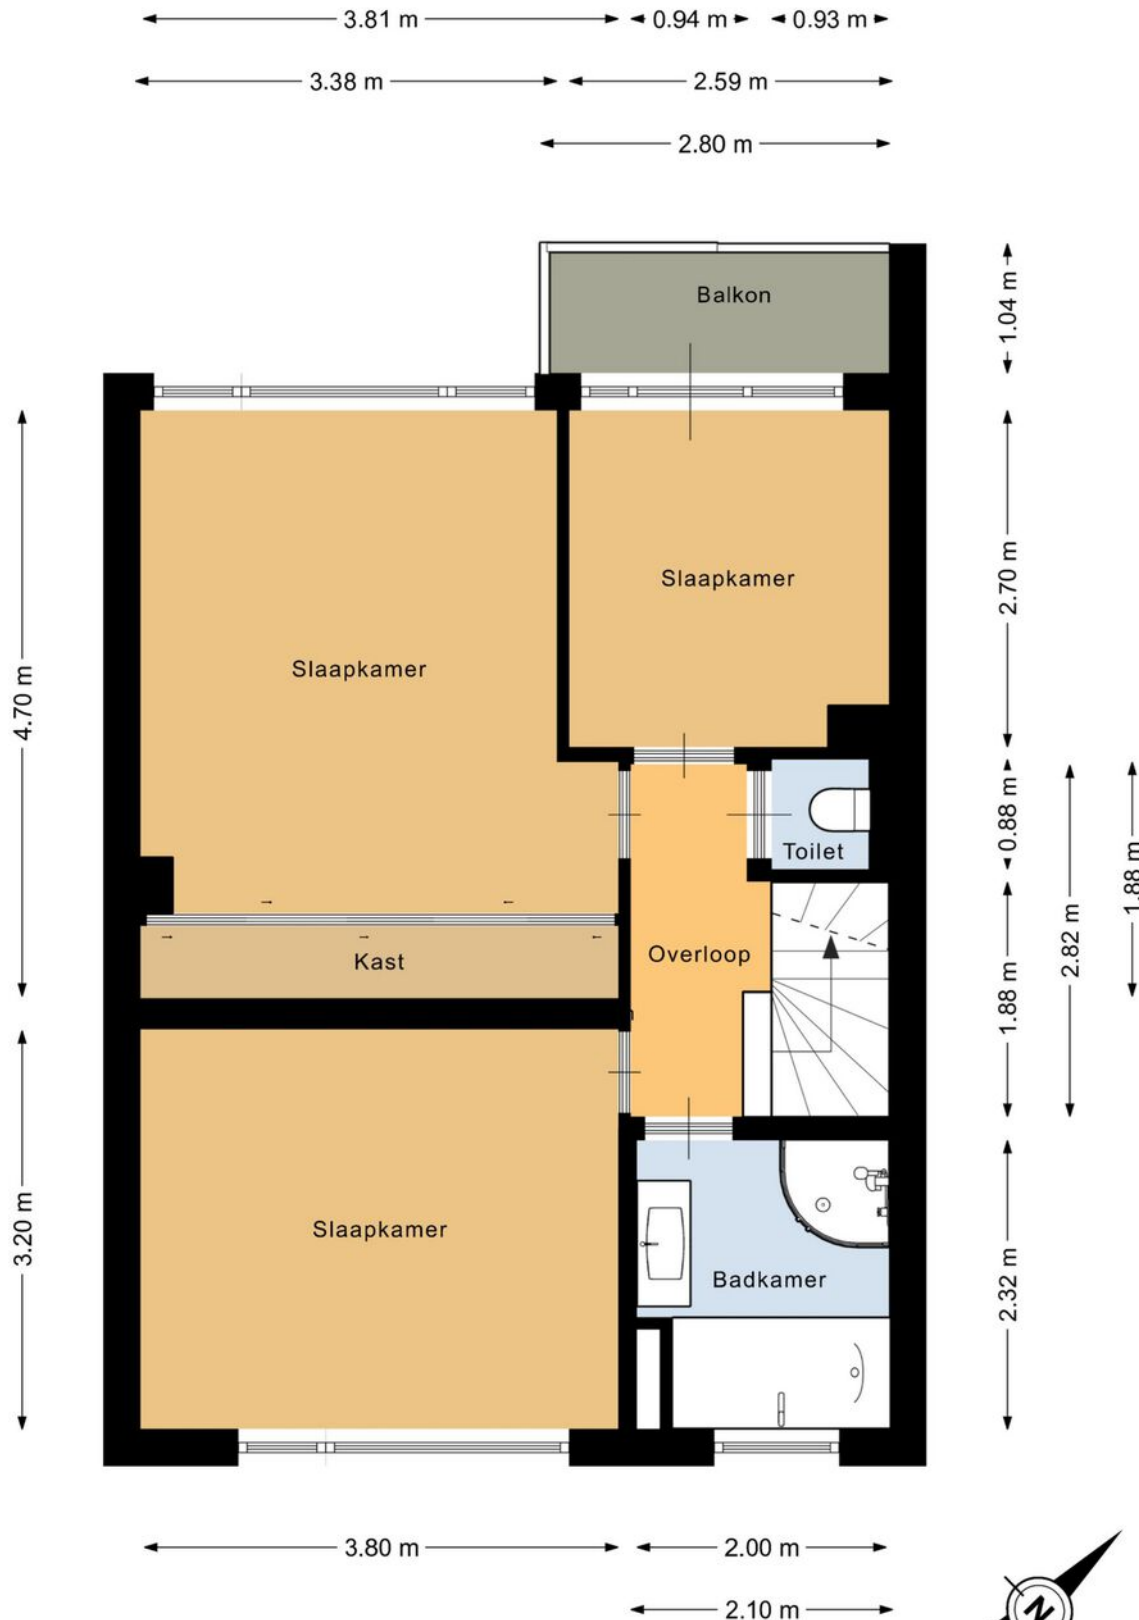 3.81 m
0.94 m
0.93 m
3.38 m
2.59 m
2.80 m
Balkon
1.04 m
Slaapkamer
2.70 m
Slaapkamer
4.70 m
0.88 m
Toilet
1.88 m
2.82 m
Overloop
Kast
1.88 m
Slaapkamer
3.20 m
Badkamer
2.32 m
3.80 m
2.00 m
2.10 m
N